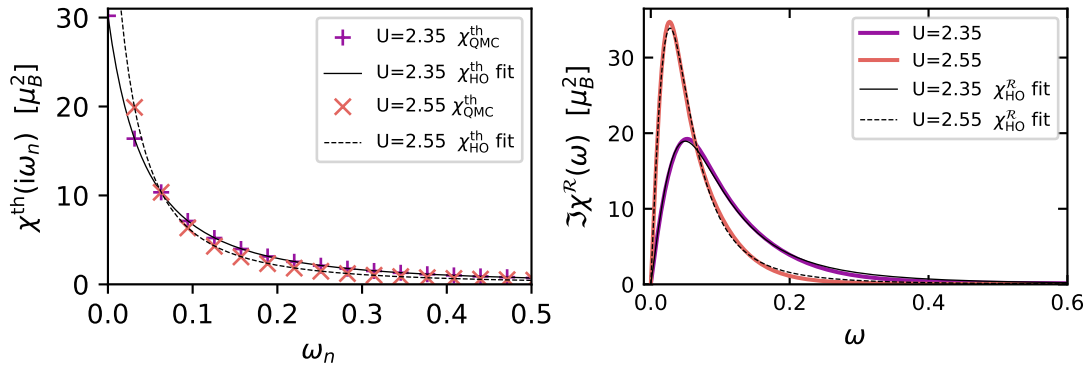 χ^th(iω_n) [μ_B^2]
30
20
10
0
U=2.35 χ^th_QMC
U=2.35 χ^th_HO fit
U=2.55 χ^th_QMC
U=2.55 χ^th_HO fit
0.0 0.1 0.2 0.3 0.4 0.5
ω_n
ℑχ^ℛ(ω) [μ_B^2]
30
20
10
0
U=2.35
U=2.55
U=2.35 χ^ℛ_HO fit
U=2.55 χ^ℛ_HO fit
0.0 0.2 0.4 0.6
ω